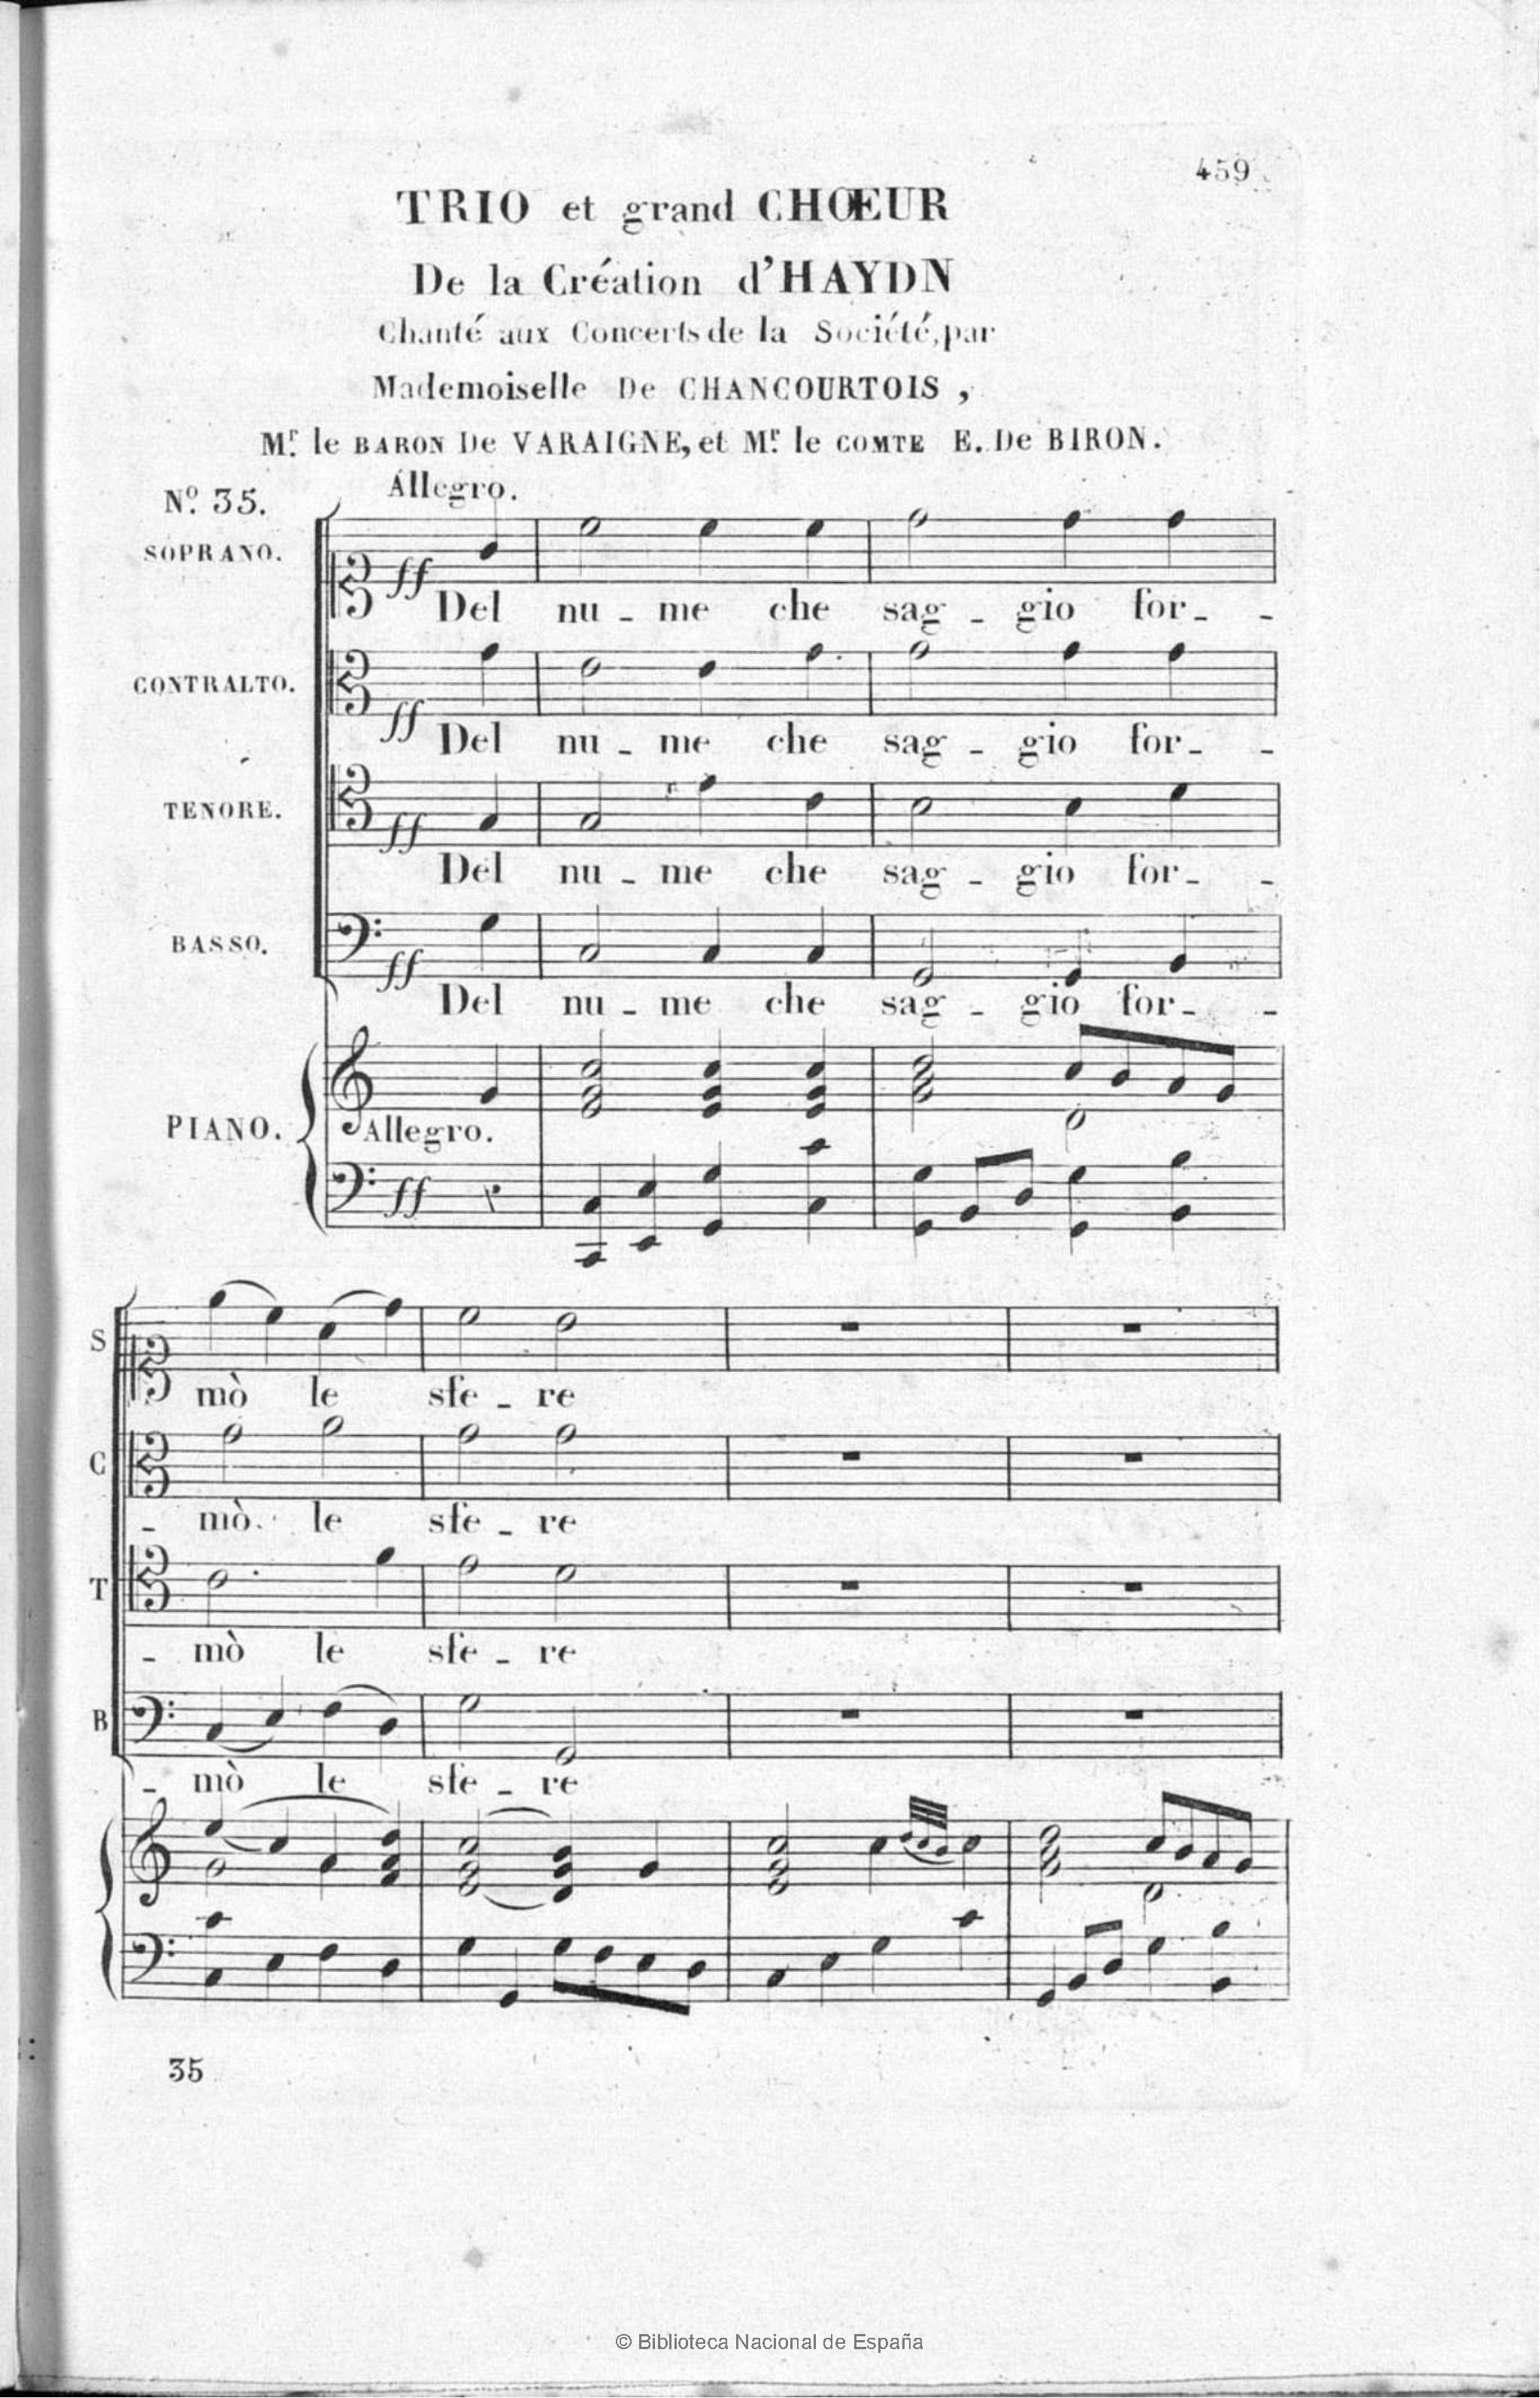 459
TRIO et grand CHŒUR
De la Création d'HAYDN
Chanté aux Concerts de la Société, par
Mademoiselle De CHANCOURTOIS,
Mr. le BARON De VARAIGNE, et Mr. le COMTE E. De BIRON.
Allegro.
No. 35.
SOPRANO.
ff
Del nu - me che sag - gio for - -
CONTRALTO.
ff
Del nu - me che sag - gio for - -
TENORE.
ff
Del nu - me che sag - gio for - -
BASSO.
ff
Del nu - me che sag - gio for - -
PIANO.
Allegro.
ff
S
mò le sfe - re
C
- mò le sfe - re
T
- mò le sfe - re
B
- mò le sfe - re
35
© Biblioteca Nacional de España